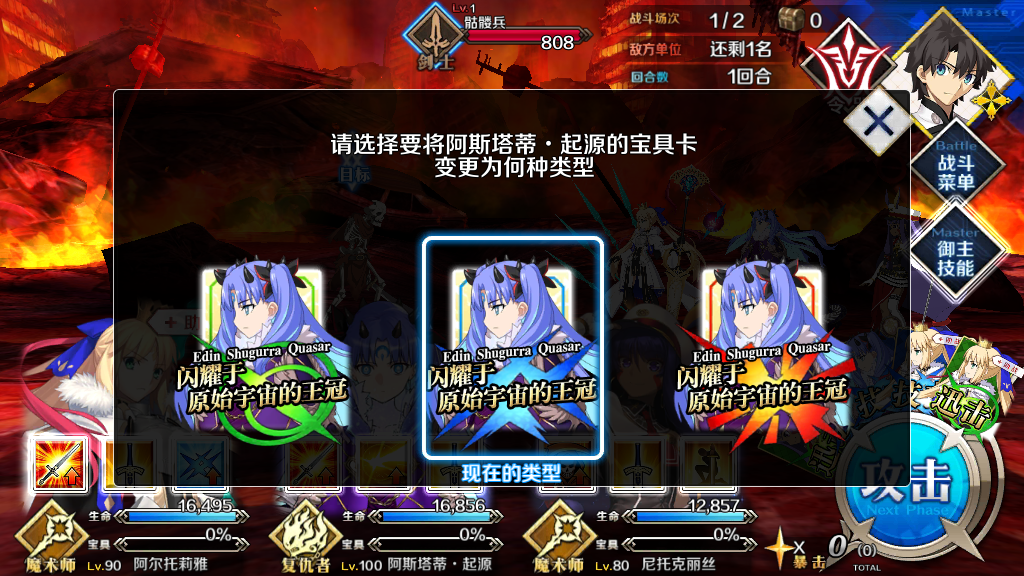 Lv.1
骷髅兵
808
剑士
战斗场次 1/2 0
敌方单位 还剩1名
回合数 1回合
Master
请选择要将阿斯塔蒂・起源的宝具卡
变更为何种类型
目标
Battle
战斗
菜单
Master
御主
技能
Edin Shugurra Quasar
闪耀于
原始宇宙的王冠
Edin Shugurra Quasar
闪耀于
原始宇宙的王冠
Edin Shugurra Quasar
闪耀于
原始宇宙的王冠
现在的类型
迅击
攻击
Next Phase
生命 16,495
宝具 0%
魔术师 Lv.90 阿尔托莉雅
生命 16,856
宝具 0%
复仇者 Lv.100 阿斯塔蒂・起源
生命 12,857
宝具 0%
魔术师 Lv.80 尼托克丽丝
X 暴击 0 (0)
TOTAL